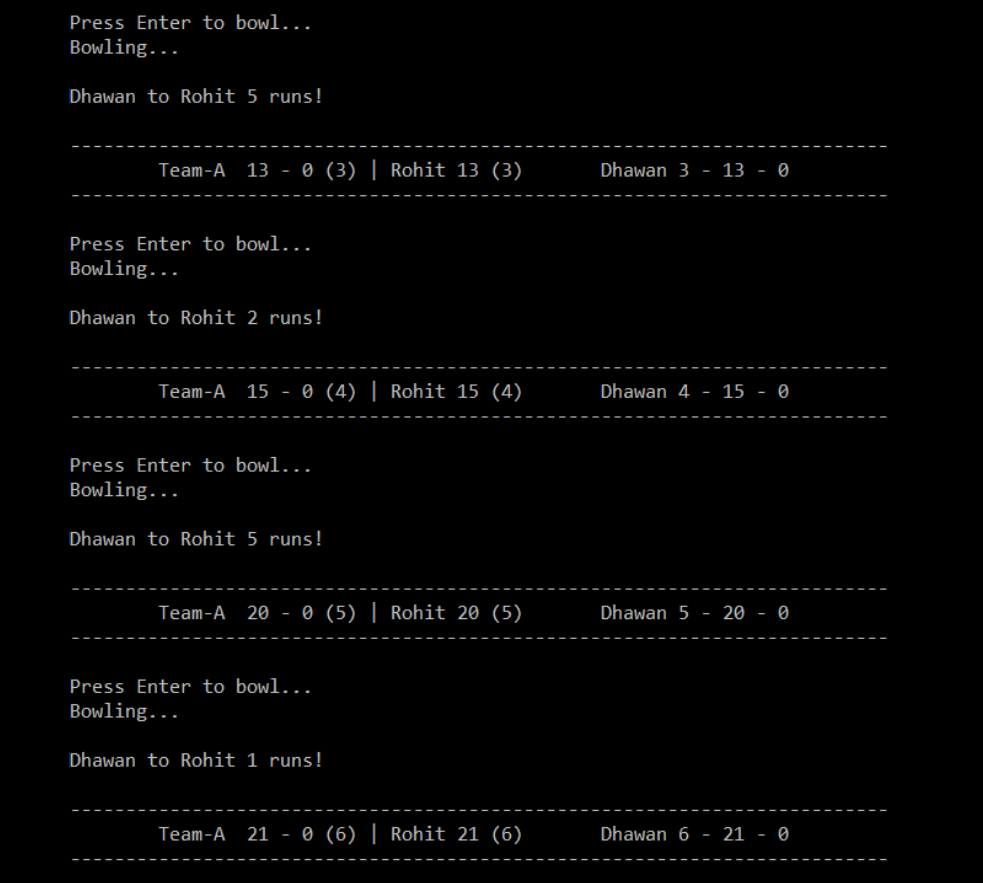 Press Enter to bowl...
Bowling...
Dhawan to Rohit 5 runs!
--------------------------------------------------------------------------
Team-A  13 - 0 (3) | Rohit 13 (3)       Dhawan 3 - 13 - 0
--------------------------------------------------------------------------
Press Enter to bowl...
Bowling...
Dhawan to Rohit 2 runs!
--------------------------------------------------------------------------
Team-A  15 - 0 (4) | Rohit 15 (4)       Dhawan 4 - 15 - 0
--------------------------------------------------------------------------
Press Enter to bowl...
Bowling...
Dhawan to Rohit 5 runs!
--------------------------------------------------------------------------
Team-A  20 - 0 (5) | Rohit 20 (5)       Dhawan 5 - 20 - 0
--------------------------------------------------------------------------
Press Enter to bowl...
Bowling...
Dhawan to Rohit 1 runs!
--------------------------------------------------------------------------
Team-A  21 - 0 (6) | Rohit 21 (6)       Dhawan 6 - 21 - 0
--------------------------------------------------------------------------